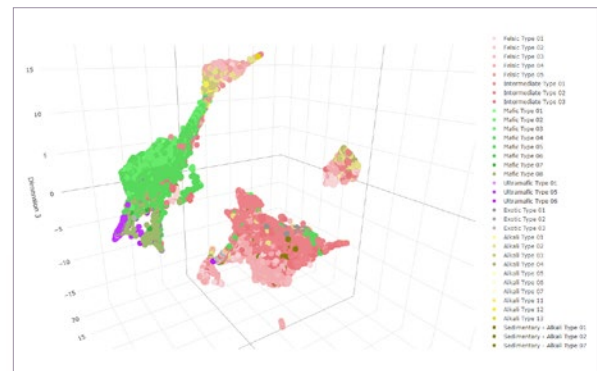 Felsic Type 01
Felsic Type 02
Felsic Type 03
Felsic Type 04
Felsic Type 05
Intermediate Type 01
Intermediate Type 02
Intermediate Type 03
Mafic Type 01
Mafic Type 02
Mafic Type 03
Mafic Type 04
Mafic Type 05
Mafic Type 06
Mafic Type 07
Mafic Type 08
Ultramafic Type 01
Ultramafic Type 05
Ultramafic Type 06
Exotic Type 01
Exotic Type 02
Exotic Type 03
Alkali Type 01
Alkali Type 02
Alkali Type 03
Alkali Type 04
Alkali Type 05
Alkali Type 06
Alkali Type 07
Alkali Type 11
Alkali Type 12
Alkali Type 13
Sedimentary - Alkali Type 01
Sedimentary - Alkali Type 02
Sedimentary - Alkali Type 07
15
10
5
0
-5
-10
-15
20
15
Dimension 3